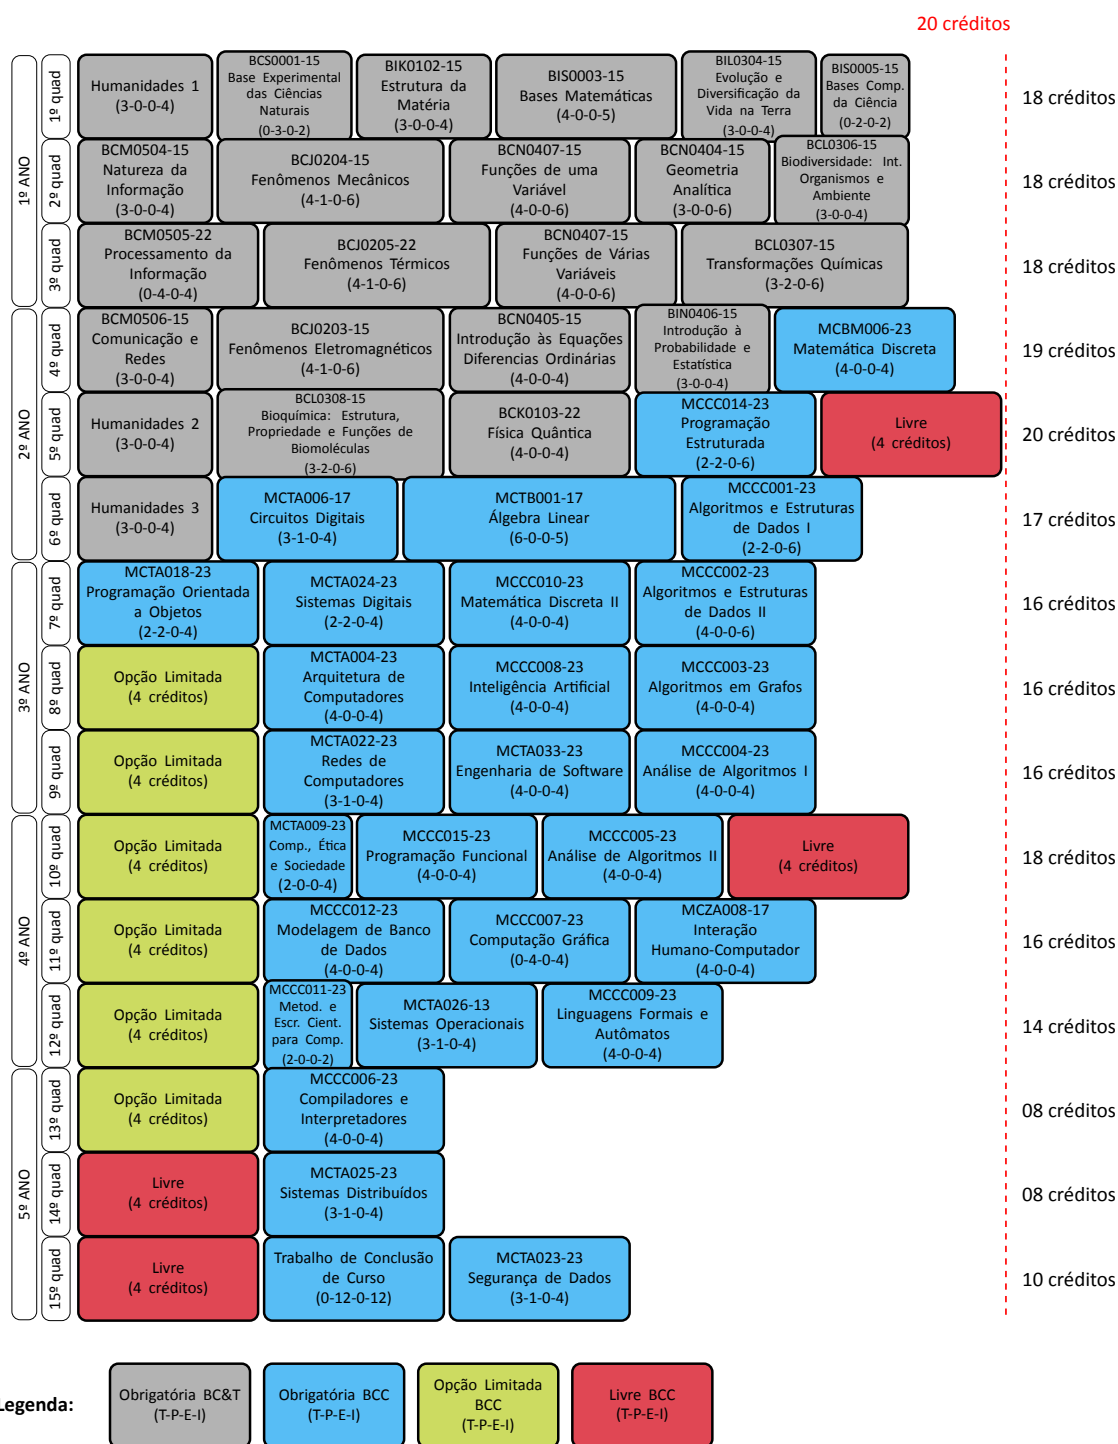 20 créditos
1º ANO
1º quad
Humanidades 1
(3-0-0-4)
BCS0001-15
Base Experimental
das Ciências
Naturais
(0-3-0-2)
BIK0102-15
Estrutura da
Matéria
(3-0-0-4)
BIS0003-15
Bases Matemáticas
(4-0-0-5)
BIL0304-15
Evolução e
Diversificação da
Vida na Terra
(3-0-0-4)
BIS0005-15
Bases Comp.
da Ciência
(0-2-0-2)
18 créditos
2º quad
BCM0504-15
Natureza da
Informação
(3-0-0-4)
BCJ0204-15
Fenômenos Mecânicos
(4-1-0-6)
BCN0407-15
Funções de uma
Variável
(4-0-0-6)
BCN0404-15
Geometria
Analítica
(3-0-0-6)
BCL0306-15
Biodiversidade: Int.
Organismos e
Ambiente
(3-0-0-4)
18 créditos
3º quad
BCM0505-22
Processamento da
Informação
(0-4-0-4)
BCJ0205-22
Fenômenos Térmicos
(4-1-0-6)
BCN0407-15
Funções de Várias
Variáveis
(4-0-0-6)
BCL0307-15
Transformações Químicas
(3-2-0-6)
18 créditos
2º ANO
4º quad
BCM0506-15
Comunicação e
Redes
(3-0-0-4)
BCJ0203-15
Fenômenos Eletromagnéticos
(4-1-0-6)
BCN0405-15
Introdução às Equações
Diferencias Ordinárias
(4-0-0-4)
BIN0406-15
Introdução à
Probabilidade e
Estatística
(3-0-0-4)
MCBM006-23
Matemática Discreta
(4-0-0-4)
19 créditos
5º quad
Humanidades 2
(3-0-0-4)
BCL0308-15
Bioquímica: Estrutura,
Propriedade e Funções de
Biomoléculas
(3-2-0-6)
BCK0103-22
Física Quântica
(4-0-0-4)
MCCC014-23
Programação
Estruturada
(2-2-0-6)
Livre
(4 créditos)
20 créditos
6º quad
Humanidades 3
(3-0-0-4)
MCTA006-17
Circuitos Digitais
(3-1-0-4)
MCTB001-17
Álgebra Linear
(6-0-0-5)
MCCC001-23
Algoritmos e Estruturas
de Dados I
(2-2-0-6)
17 créditos
3º ANO
7º quad
MCTA018-23
Programação Orientada
a Objetos
(2-2-0-4)
MCTA024-23
Sistemas Digitais
(2-2-0-4)
MCCC010-23
Matemática Discreta II
(4-0-0-4)
MCCC002-23
Algoritmos e Estruturas
de Dados II
(4-0-0-6)
16 créditos
8º quad
Opção Limitada
(4 créditos)
MCTA004-23
Arquitetura de
Computadores
(4-0-0-4)
MCCC008-23
Inteligência Artificial
(4-0-0-4)
MCCC003-23
Algoritmos em Grafos
(4-0-0-4)
16 créditos
9º quad
Opção Limitada
(4 créditos)
MCTA022-23
Redes de
Computadores
(3-1-0-4)
MCTA033-23
Engenharia de Software
(4-0-0-4)
MCCC004-23
Análise de Algoritmos I
(4-0-0-4)
16 créditos
4º ANO
10º quad
Opção Limitada
(4 créditos)
MCTA009-23
Comp., Ética
e Sociedade
(2-0-0-4)
MCCC015-23
Programação Funcional
(4-0-0-4)
MCCC005-23
Análise de Algoritmos II
(4-0-0-4)
Livre
(4 créditos)
18 créditos
11º quad
Opção Limitada
(4 créditos)
MCCC012-23
Modelagem de Banco
de Dados
(4-0-0-4)
MCCC007-23
Computação Gráfica
(0-4-0-4)
MCZA008-17
Interação
Humano-Computador
(4-0-0-4)
16 créditos
12º quad
Opção Limitada
(4 créditos)
MCCC011-23
Metod. e
Escr. Cient.
para Comp.
(2-0-0-2)
MCTA026-13
Sistemas Operacionais
(3-1-0-4)
MCCC009-23
Linguagens Formais e
Autômatos
(4-0-0-4)
14 créditos
5º ANO
13º quad
Opção Limitada
(4 créditos)
MCCC006-23
Compiladores e
Interpretadores
(4-0-0-4)
08 créditos
14º quad
Livre
(4 créditos)
MCTA025-23
Sistemas Distribuídos
(3-1-0-4)
08 créditos
15º quad
Livre
(4 créditos)
Trabalho de Conclusão
de Curso
(0-12-0-12)
MCTA023-23
Segurança de Dados
(3-1-0-4)
10 créditos
Legenda:
Obrigatória BC&T
(T-P-E-I)
Obrigatória BCC
(T-P-E-I)
Opção Limitada
BCC
(T-P-E-I)
Livre BCC
(T-P-E-I)